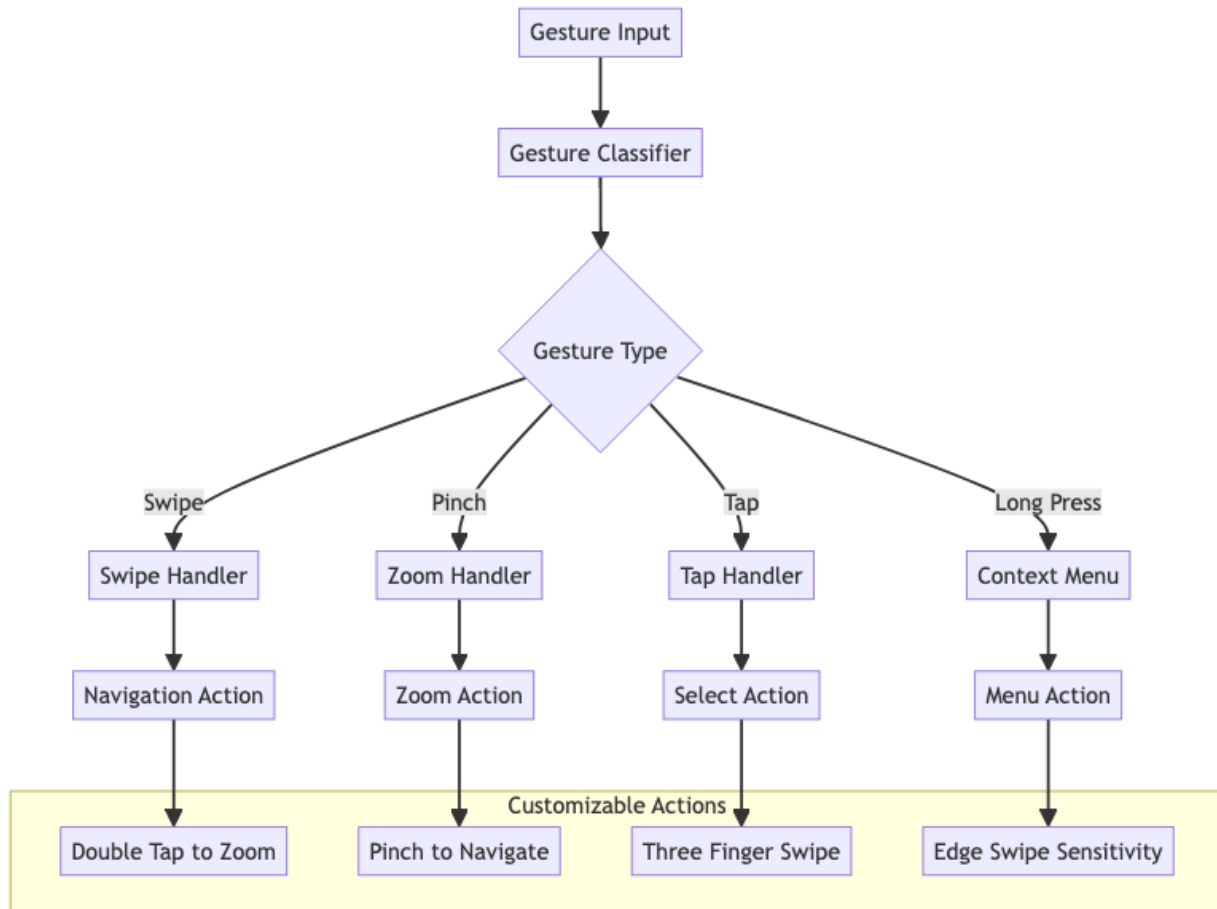 Gesture Input
Gesture Classifier
Gesture Type
Swipe
Pinch
Tap
Long Press
Swipe Handler
Zoom Handler
Tap Handler
Context Menu
Navigation Action
Zoom Action
Select Action
Menu Action
Customizable Actions
Double Tap to Zoom
Pinch to Navigate
Three Finger Swipe
Edge Swipe Sensitivity